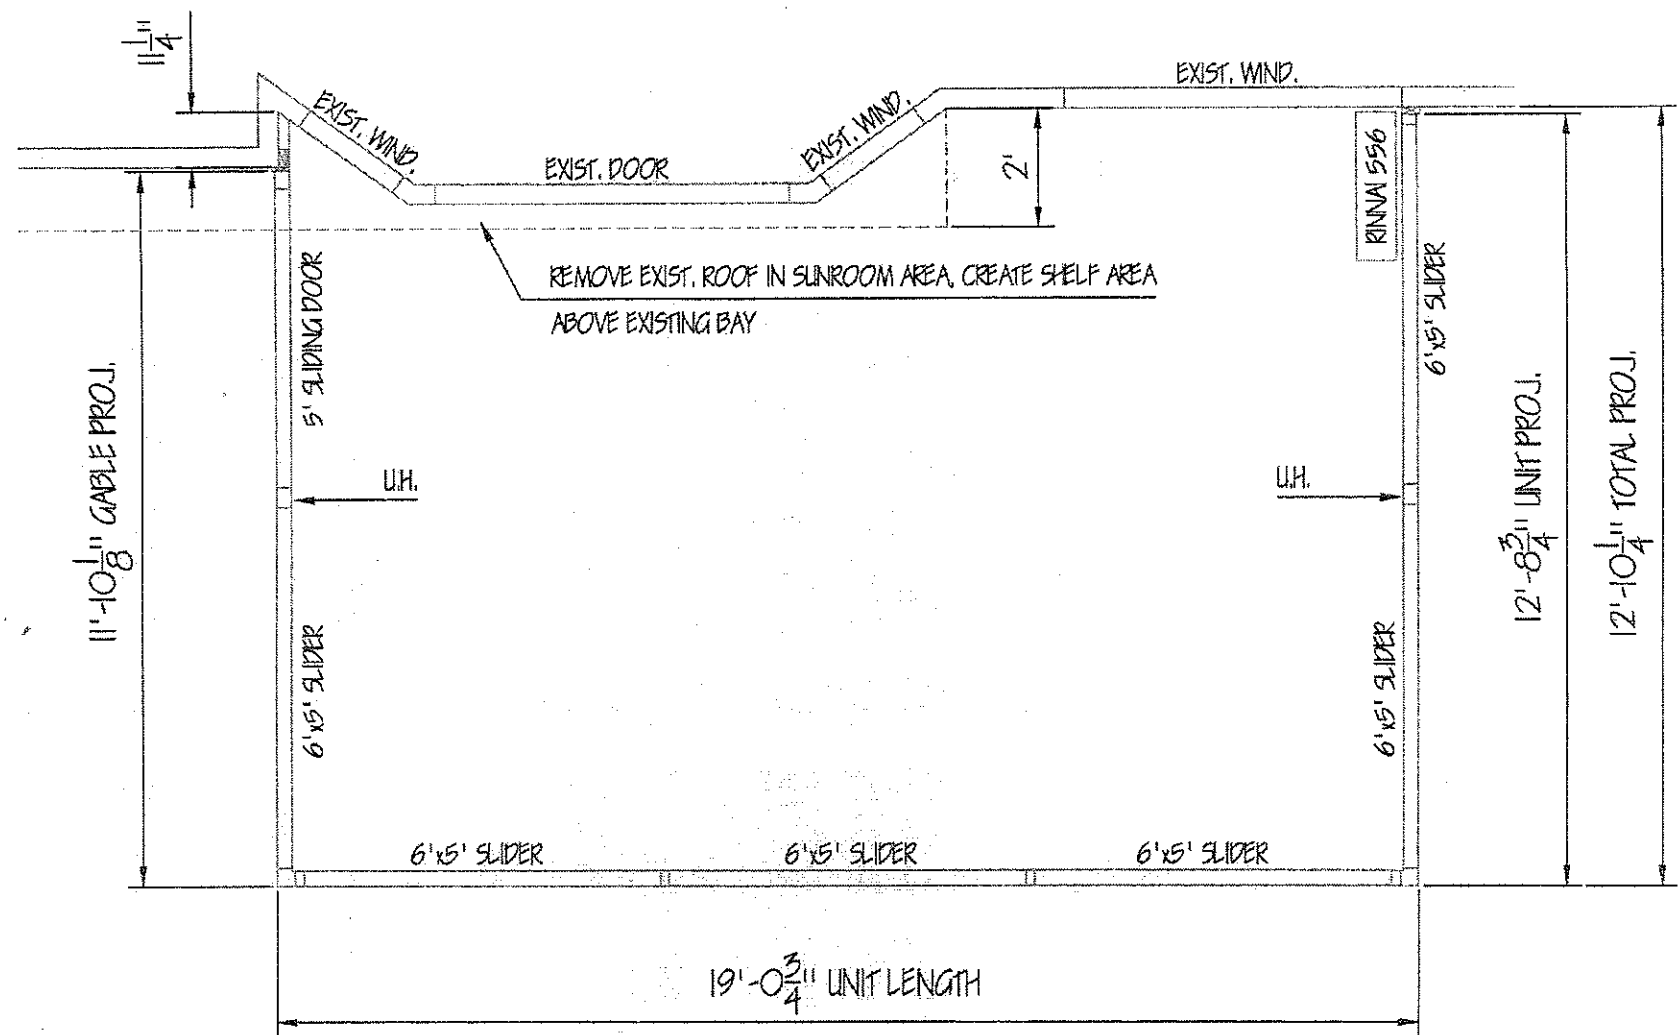 11 1/4"
EXIST. WIND.
EXIST. WIND.
EXIST. DOOR
EXIST. WIND.
2'
RINNAI 556
REMOVE EXIST. ROOF IN SUNROOM AREA, CREATE SHELF AREA
ABOVE EXISTING BAY
5' SLIDING DOOR
6'x5' SLIDER
11'-10 1/8" GABLE PROJ.
U.H.
U.H.
12'-8 3/4" UNIT PROJ.
12'-10 1/4" TOTAL PROJ.
6'x5' SLIDER
6'x5' SLIDER
6'x5' SLIDER
6'x5' SLIDER
6'x5' SLIDER
19'-0 3/4" UNIT LENGTH